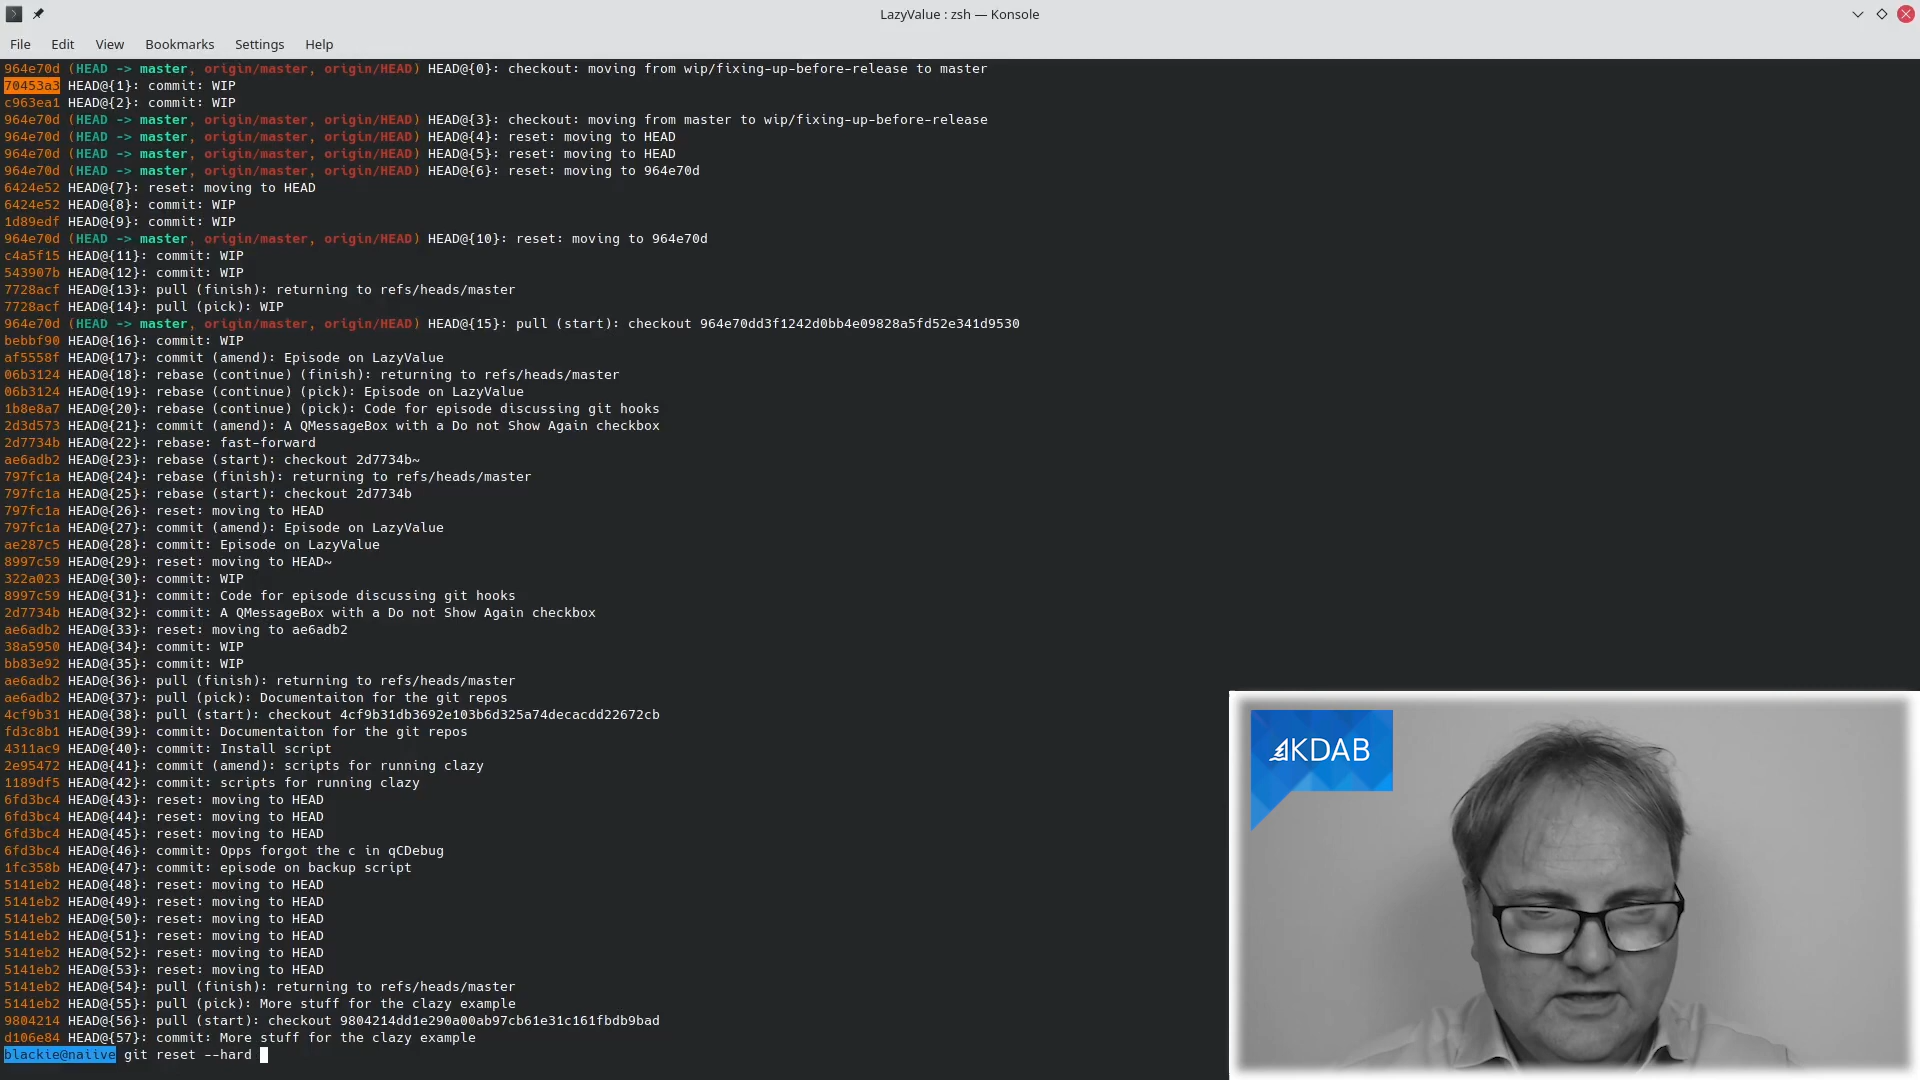 LazyValue : zsh — Konsole
File Edit View Bookmarks Settings Help
964e70d (HEAD -> master, origin/master, origin/HEAD) HEAD@{0}: checkout: moving from wip/fixing-up-before-release to master
70453a3 HEAD@{1}: commit: WIP
c963ea1 HEAD@{2}: commit: WIP
964e70d (HEAD -> master, origin/master, origin/HEAD) HEAD@{3}: checkout: moving from master to wip/fixing-up-before-release
964e70d (HEAD -> master, origin/master, origin/HEAD) HEAD@{4}: reset: moving to HEAD
964e70d (HEAD -> master, origin/master, origin/HEAD) HEAD@{5}: reset: moving to HEAD
964e70d (HEAD -> master, origin/master, origin/HEAD) HEAD@{6}: reset: moving to 964e70d
6424e52 HEAD@{7}: reset: moving to HEAD
6424e52 HEAD@{8}: commit: WIP
1d89edf HEAD@{9}: commit: WIP
964e70d (HEAD -> master, origin/master, origin/HEAD) HEAD@{10}: reset: moving to 964e70d
c4a5f15 HEAD@{11}: commit: WIP
543907b HEAD@{12}: commit: WIP
7728acf HEAD@{13}: pull (finish): returning to refs/heads/master
7728acf HEAD@{14}: pull (pick): WIP
964e70d (HEAD -> master, origin/master, origin/HEAD) HEAD@{15}: pull (start): checkout 964e70dd3f1242d0bb4e09828a5fd52e341d9530
bebbf90 HEAD@{16}: commit: WIP
af5558f HEAD@{17}: commit (amend): Episode on LazyValue
06b3124 HEAD@{18}: rebase (continue) (finish): returning to refs/heads/master
06b3124 HEAD@{19}: rebase (continue) (pick): Episode on LazyValue
1b8e8a7 HEAD@{20}: rebase (continue) (pick): Code for episode discussing git hooks
2d3d573 HEAD@{21}: commit (amend): A QMessageBox with a Do not Show Again checkbox
2d7734b HEAD@{22}: rebase: fast-forward
ae6adb2 HEAD@{23}: rebase (start): checkout 2d7734b~
797fc1a HEAD@{24}: rebase (finish): returning to refs/heads/master
797fc1a HEAD@{25}: rebase (start): checkout 2d7734b
797fc1a HEAD@{26}: reset: moving to HEAD
797fc1a HEAD@{27}: commit (amend): Episode on LazyValue
ae287c5 HEAD@{28}: commit: Episode on LazyValue
8997c59 HEAD@{29}: reset: moving to HEAD~
322a023 HEAD@{30}: commit: WIP
8997c59 HEAD@{31}: commit: Code for episode discussing git hooks
2d7734b HEAD@{32}: commit: A QMessageBox with a Do not Show Again checkbox
ae6adb2 HEAD@{33}: reset: moving to ae6adb2
38a5950 HEAD@{34}: commit: WIP
bb83e92 HEAD@{35}: commit: WIP
ae6adb2 HEAD@{36}: pull (finish): returning to refs/heads/master
ae6adb2 HEAD@{37}: pull (pick): Documentaiton for the git repos
4cf9b31 HEAD@{38}: pull (start): checkout 4cf9b31db3692e103b6d325a74decacdd22672cb
fd3c8b1 HEAD@{39}: commit: Documentaiton for the git repos
4311ac9 HEAD@{40}: commit: Install script
2e95472 HEAD@{41}: commit (amend): scripts for running clazy
1189df5 HEAD@{42}: commit: scripts for running clazy
6fd3bc4 HEAD@{43}: reset: moving to HEAD
6fd3bc4 HEAD@{44}: reset: moving to HEAD
6fd3bc4 HEAD@{45}: reset: moving to HEAD
6fd3bc4 HEAD@{46}: commit: Opps forgot the c in qCDebug
1fc358b HEAD@{47}: commit: episode on backup script
5141eb2 HEAD@{48}: reset: moving to HEAD
5141eb2 HEAD@{49}: reset: moving to HEAD
5141eb2 HEAD@{50}: reset: moving to HEAD
5141eb2 HEAD@{51}: reset: moving to HEAD
5141eb2 HEAD@{52}: reset: moving to HEAD
5141eb2 HEAD@{53}: reset: moving to HEAD
5141eb2 HEAD@{54}: pull (finish): returning to refs/heads/master
5141eb2 HEAD@{55}: pull (pick): More stuff for the clazy example
9804214 HEAD@{56}: pull (start): checkout 9804214dd1e290a00ab97cb61e31c161fbdb9bad
d106e84 HEAD@{57}: commit: More stuff for the clazy example
blackie@naiive git reset --hard
KDAB